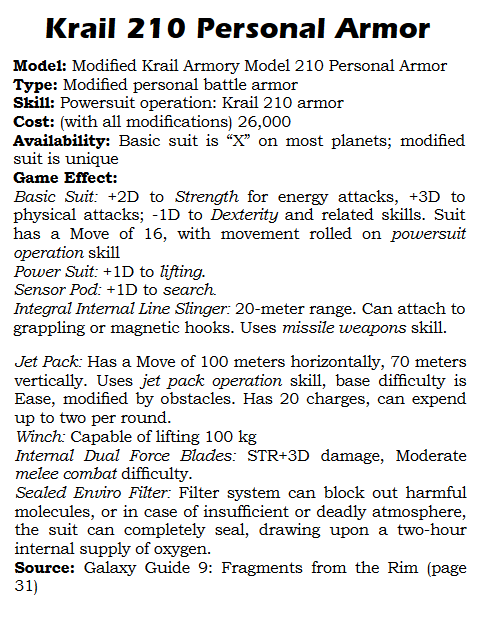 Krail 210 Personal Armor
Model: Modified Krail Armory Model 210 Personal Armor
Type: Modified personal battle armor
Skill: Powersuit operation: Krail 210 armor
Cost: (with all modifications) 26,000
Availability: Basic suit is “X” on most planets; modified
suit is unique
Game Effect:
Basic Suit: +2D to Strength for energy attacks, +3D to
physical attacks; -1D to Dexterity and related skills. Suit
has a Move of 16, with movement rolled on powersuit
operation skill
Power Suit: +1D to lifting.
Sensor Pod: +1D to search.
Integral Internal Line Slinger: 20-meter range. Can attach to
grappling or magnetic hooks. Uses missile weapons skill.
Jet Pack: Has a Move of 100 meters horizontally, 70 meters
vertically. Uses jet pack operation skill, base difficulty is
Ease, modified by obstacles. Has 20 charges, can expend
up to two per round.
Winch: Capable of lifting 100 kg
Internal Dual Force Blades: STR+3D damage, Moderate
melee combat difficulty.
Sealed Enviro Filter: Filter system can block out harmful
molecules, or in case of insufficient or deadly atmosphere,
the suit can completely seal, drawing upon a two-hour
internal supply of oxygen.
Source: Galaxy Guide 9: Fragments from the Rim (page
31)